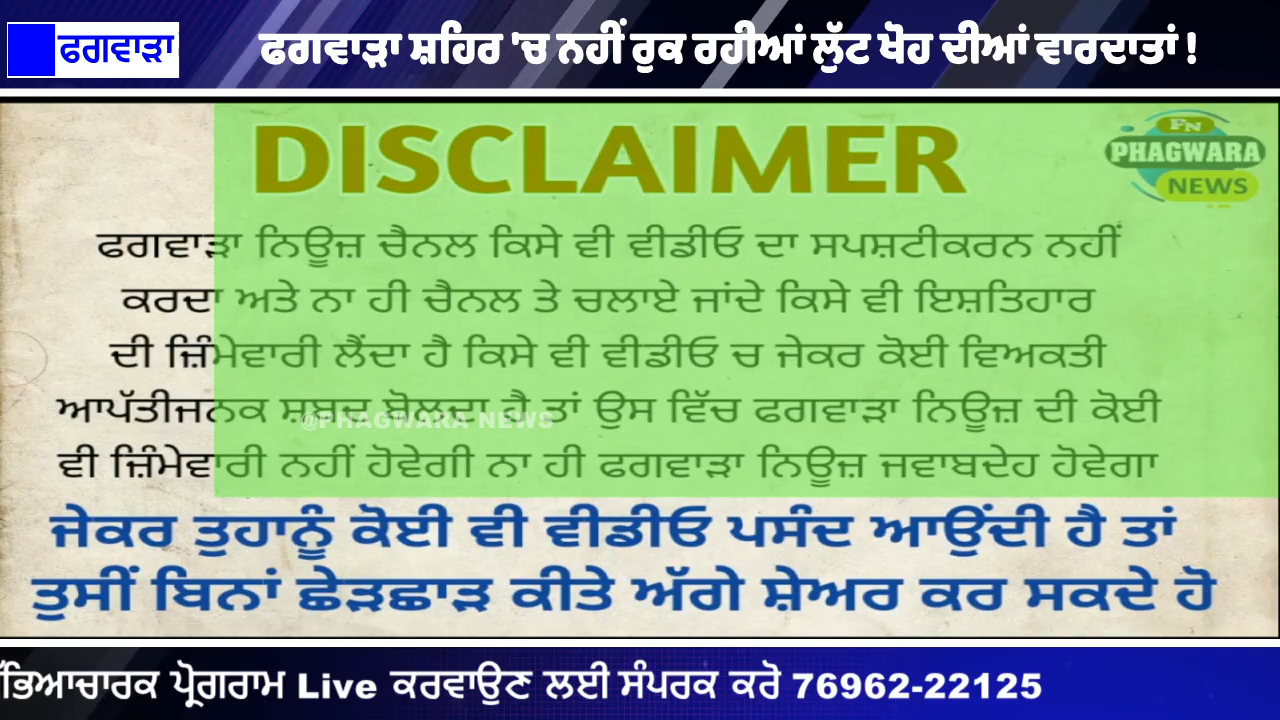 ਫਗਵਾੜਾ
ਫਗਵਾੜਾ ਸ਼ਹਿਰ 'ਚ ਨਹੀਂ ਰੁਕ ਰਹੀਆਂ ਲੁੱਟ ਖੋਹ ਦੀਆਂ ਵਾਰਦਾਤਾਂ !
DISCLAIMER
FN
PHAGWARA
NEWS
ਫਗਵਾੜਾ ਨਿਊਜ਼ ਚੈਨਲ ਕਿਸੇ ਵੀ ਵੀਡੀਓ ਦਾ ਸਪਸ਼ਟੀਕਰਨ ਨਹੀਂ
ਕਰਦਾ ਅਤੇ ਨਾ ਹੀ ਚੈਨਲ ਤੇ ਚਲਾਏ ਜਾਂਦੇ ਕਿਸੇ ਵੀ ਇਸ਼ਤਿਹਾਰ
ਦੀ ਜ਼ਿੰਮੇਵਾਰੀ ਲੈਂਦਾ ਹੈ ਕਿਸੇ ਵੀ ਵੀਡੀਓ ਚ ਜੇਕਰ ਕੋਈ ਵਿਅਕਤੀ
ਆਪੱਤੀਜਨਕ ਸ਼ਬਦ ਬੋਲਦਾ ਹੈ ਤਾਂ ਉਸ ਵਿੱਚ ਫਗਵਾੜਾ ਨਿਊਜ਼ ਦੀ ਕੋਈ
@PHAGWARA NEWS
ਵੀ ਜ਼ਿੰਮੇਵਾਰੀ ਨਹੀਂ ਹੋਵੇਗੀ ਨਾ ਹੀ ਫਗਵਾੜਾ ਨਿਊਜ਼ ਜਵਾਬਦੇਹ ਹੋਵੇਗਾ
ਜੇਕਰ ਤੁਹਾਨੂੰ ਕੋਈ ਵੀ ਵੀਡੀਓ ਪਸੰਦ ਆਉਂਦੀ ਹੈ ਤਾਂ
ਤੁਸੀਂ ਬਿਨਾਂ ਛੇੜਛਾੜ ਕੀਤੇ ਅੱਗੇ ਸ਼ੇਅਰ ਕਰ ਸਕਦੇ ਹੋ
ਪ੍ਰੋਗਰਾਮ Live ਕਰਵਾਉਣ ਲਈ ਸੰਪਰਕ ਕਰੋ 76962-22125